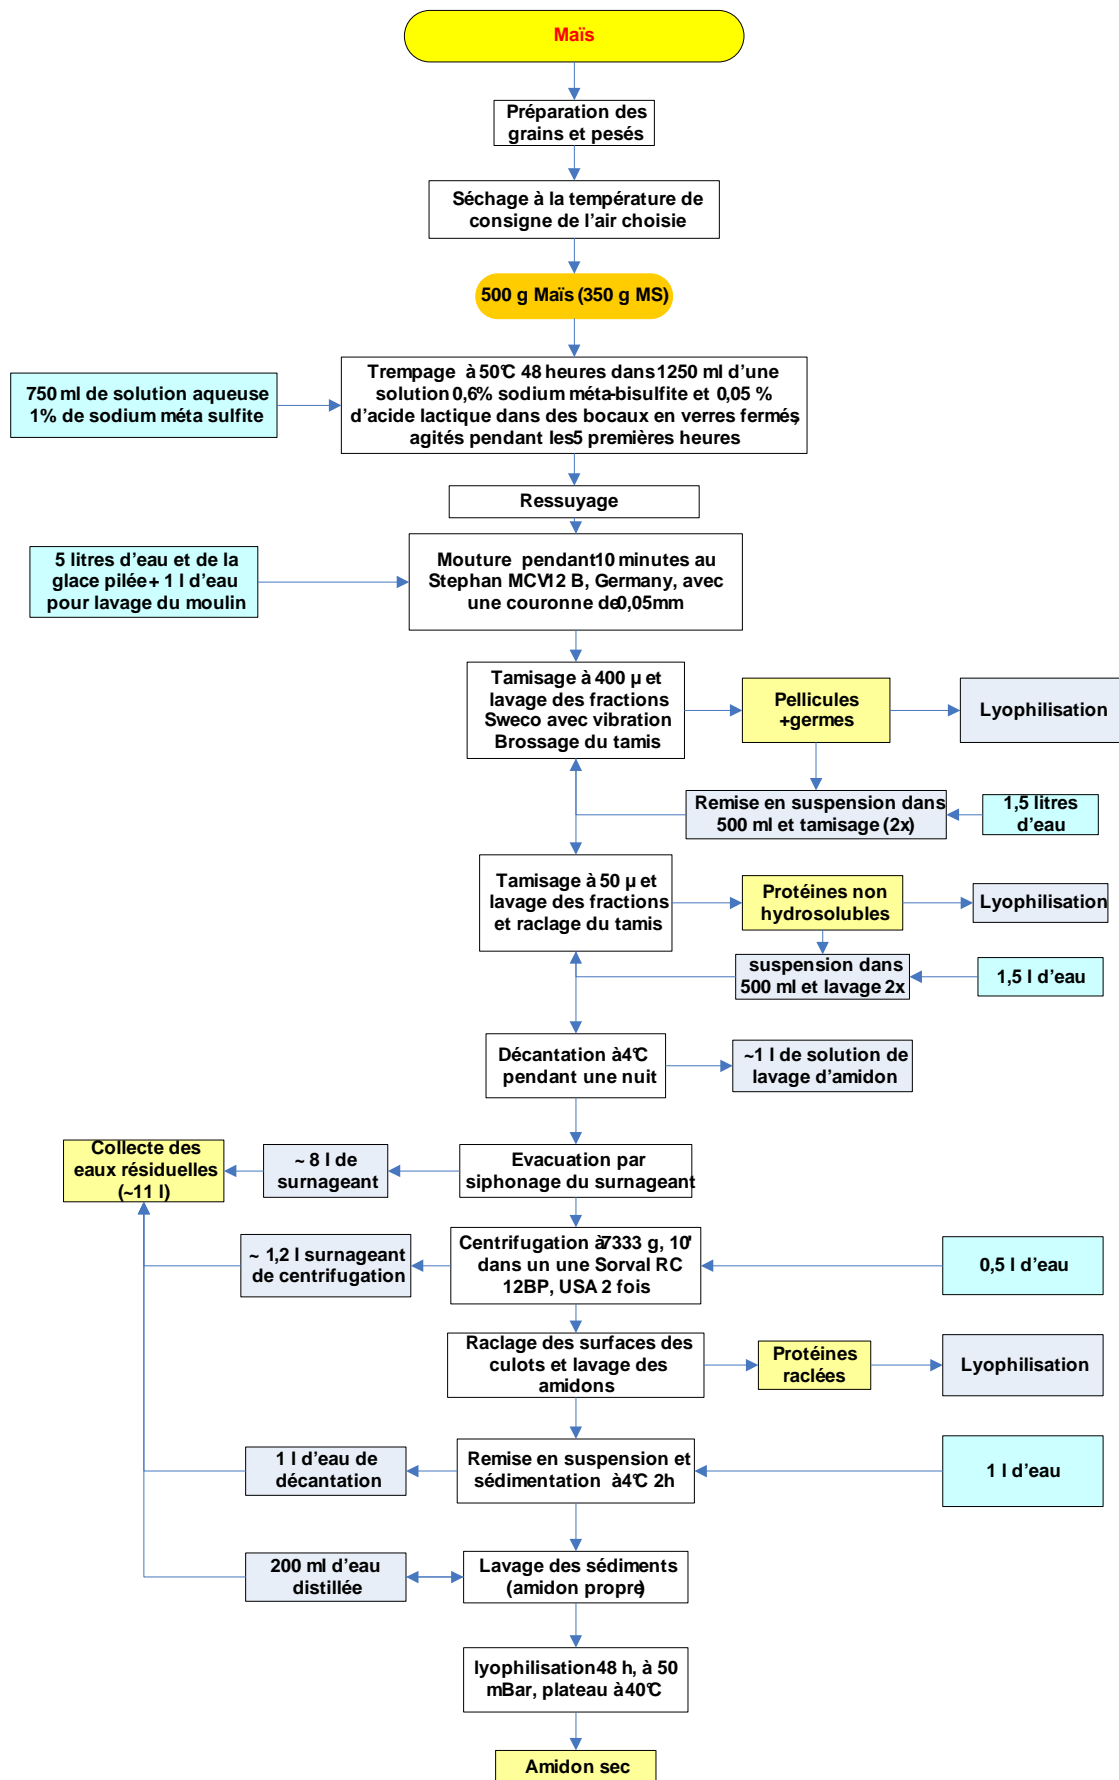 Maïs
Préparation des
grains et pesés
Séchage à la température de
consigne de l'air choisie
500 g Maïs (350 g MS)
750 ml de solution aqueuse
1% de sodium méta sulfite
Trempage à 50°C 48 heures dans 1250 ml d'une
solution 0,6% sodium méta-bisulfite et 0,05 %
d'acide lactique dans des bocaux en verres fermés,
agités pendant les 5 premières heures
Ressuyage
5 litres d'eau et de la
glace pilée + 1 l d'eau
pour lavage du moulin
Mouture pendant 10 minutes au
Stephan MCV12 B, Germany, avec
une couronne de 0,05mm
Tamisage à 400 µ et
lavage des fractions
Sweco avec vibration
Brossage du tamis
Pellicules
+germes
Lyophilisation
Remise en suspension dans
500 ml et tamisage (2x)
1,5 litres
d'eau
Tamisage à 50 µ et
lavage des fractions
et raclage du tamis
Protéines non
hydrosolubles
Lyophilisation
suspension dans
500 ml et lavage 2x
1,5 l d'eau
Décantation à 4°C
pendant une nuit
~1 l de solution de
lavage d'amidon
Collecte des
eaux résiduelles
(~11 l)
~ 8 l de
surnageant
Evacuation par
siphonage du surnageant
~ 1,2 l surnageant
de centrifugation
Centrifugation à 7333 g, 10'
dans un une Sorval RC
12BP, USA 2 fois
0,5 l d'eau
Raclage des surfaces des
culots et lavage des
amidons
Protéines
raclées
Lyophilisation
1 l d'eau de
décantation
Remise en suspension et
sédimentation à 4°C 2h
1 l d'eau
200 ml d'eau
distillée
Lavage des sédiments
(amidon propre)
lyophilisation 48 h, à 50
mBar, plateau à 40°C
Amidon sec